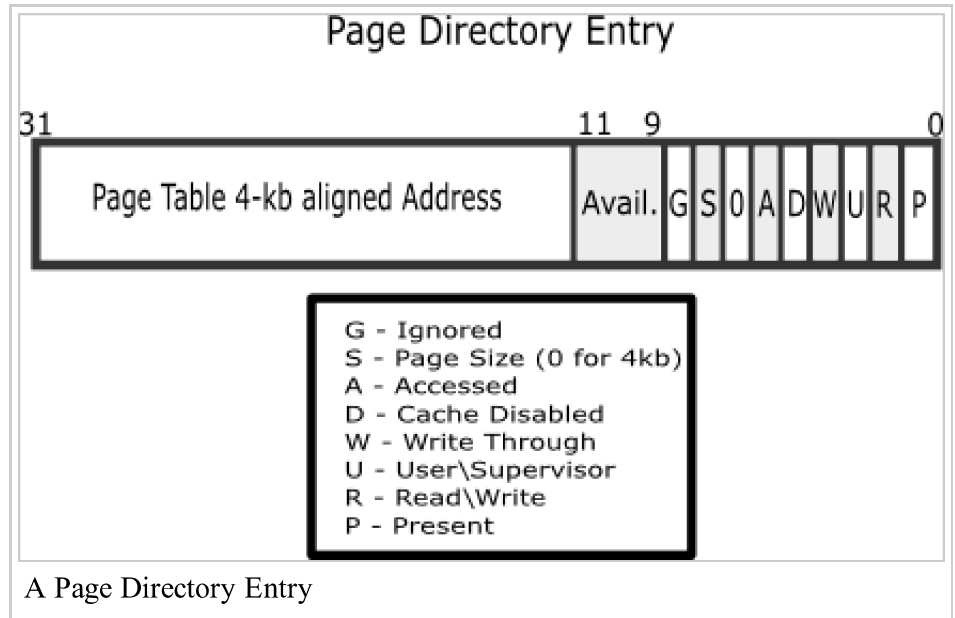 Page Directory Entry
31 11 9 0
Page Table 4-kb aligned Address Avail. G S 0 A D W U R P
G - Ignored
S - Page Size (0 for 4kb)
A - Accessed
D - Cache Disabled
W - Write Through
U - User\Supervisor
R - Read\Write
P - Present
A Page Directory Entry